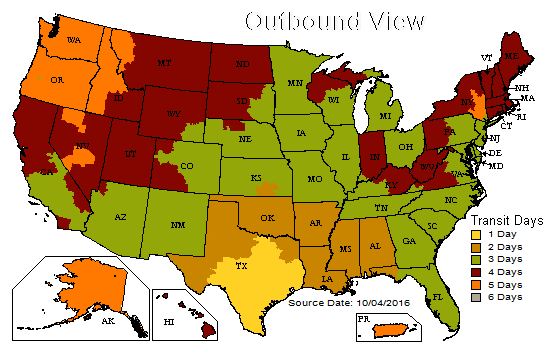 Outbound View
WA
MT
ND
MN
VT
ME
OR
ID
SD
WI
MI
NY
NH
MA
RI
CT
WY
NE
IA
PA
NJ
NV
UT
CO
IL
IN
OH
DE
MD
CA
KS
MO
KY
WV
VA
AZ
NM
OK
AR
TN
NC
SC
TX
LA
MS
AL
GA
FL
AK
HI
PR
Source Date: 10/04/2016
Transit Days
1 Day
2 Days
3 Days
4 Days
5 Days
6 Days